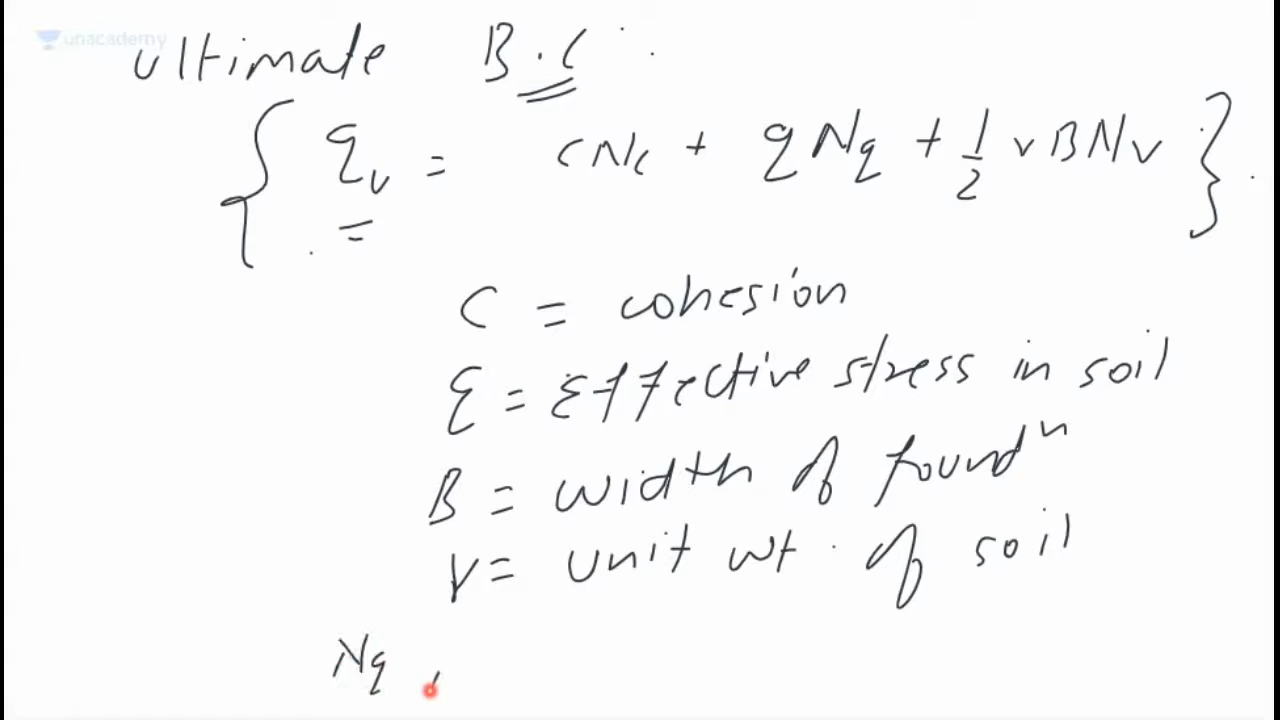 unacademy
Ultimate B.C
{ qu = cNc + qNq + 1/2 γBNγ }
C = cohesion
q = Effective stress in soil
B = width of foundn
γ = unit wt. of soil
Nq